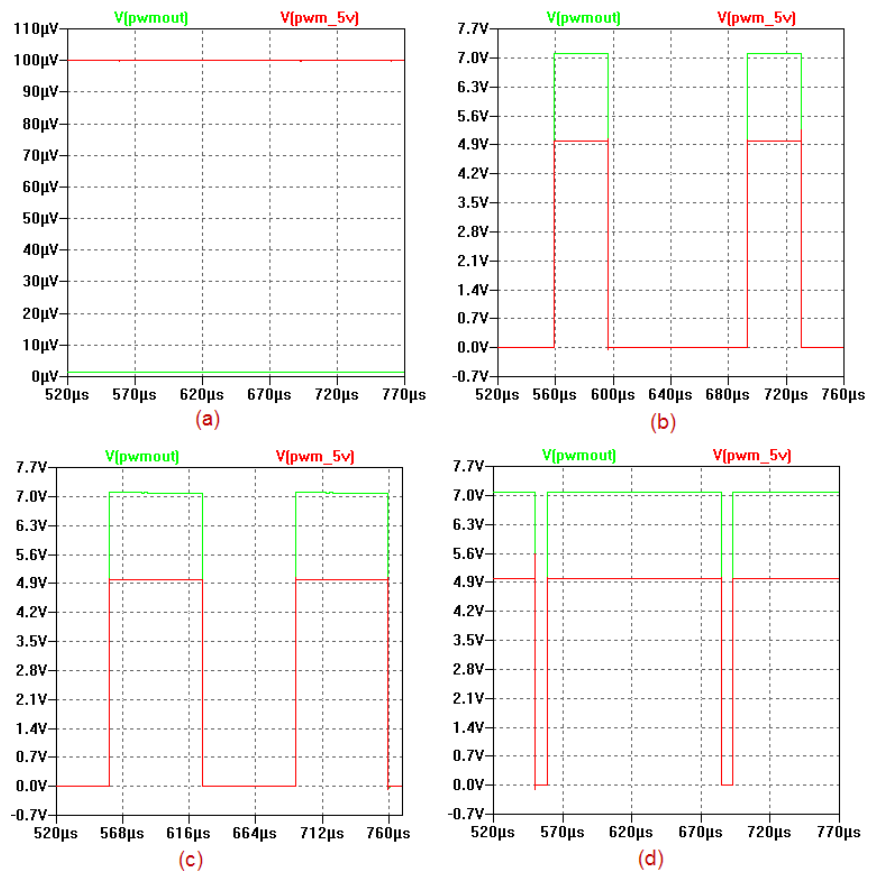 V(pwmout) V(pwm_5v)
110µV
100µV
90µV
80µV
70µV
60µV
50µV
40µV
30µV
20µV
10µV
0µV
520µs 570µs 620µs 670µs 720µs 770µs
(a)
V(pwmout) V(pwm_5v)
7.7V
7.0V
6.3V
5.6V
4.9V
4.2V
3.5V
2.8V
2.1V
1.4V
0.7V
0.0V
-0.7V
520µs 560µs 600µs 640µs 680µs 720µs 760µs
(b)
V(pwmout) V(pwm_5v)
7.7V
7.0V
6.3V
5.6V
4.9V
4.2V
3.5V
2.8V
2.1V
1.4V
0.7V
0.0V
-0.7V
520µs 568µs 616µs 664µs 712µs 760µs
(c)
V(pwmout) V(pwm_5v)
7.7V
7.0V
6.3V
5.6V
4.9V
4.2V
3.5V
2.8V
2.1V
1.4V
0.7V
0.0V
-0.7V
520µs 570µs 620µs 670µs 720µs 770µs
(d)